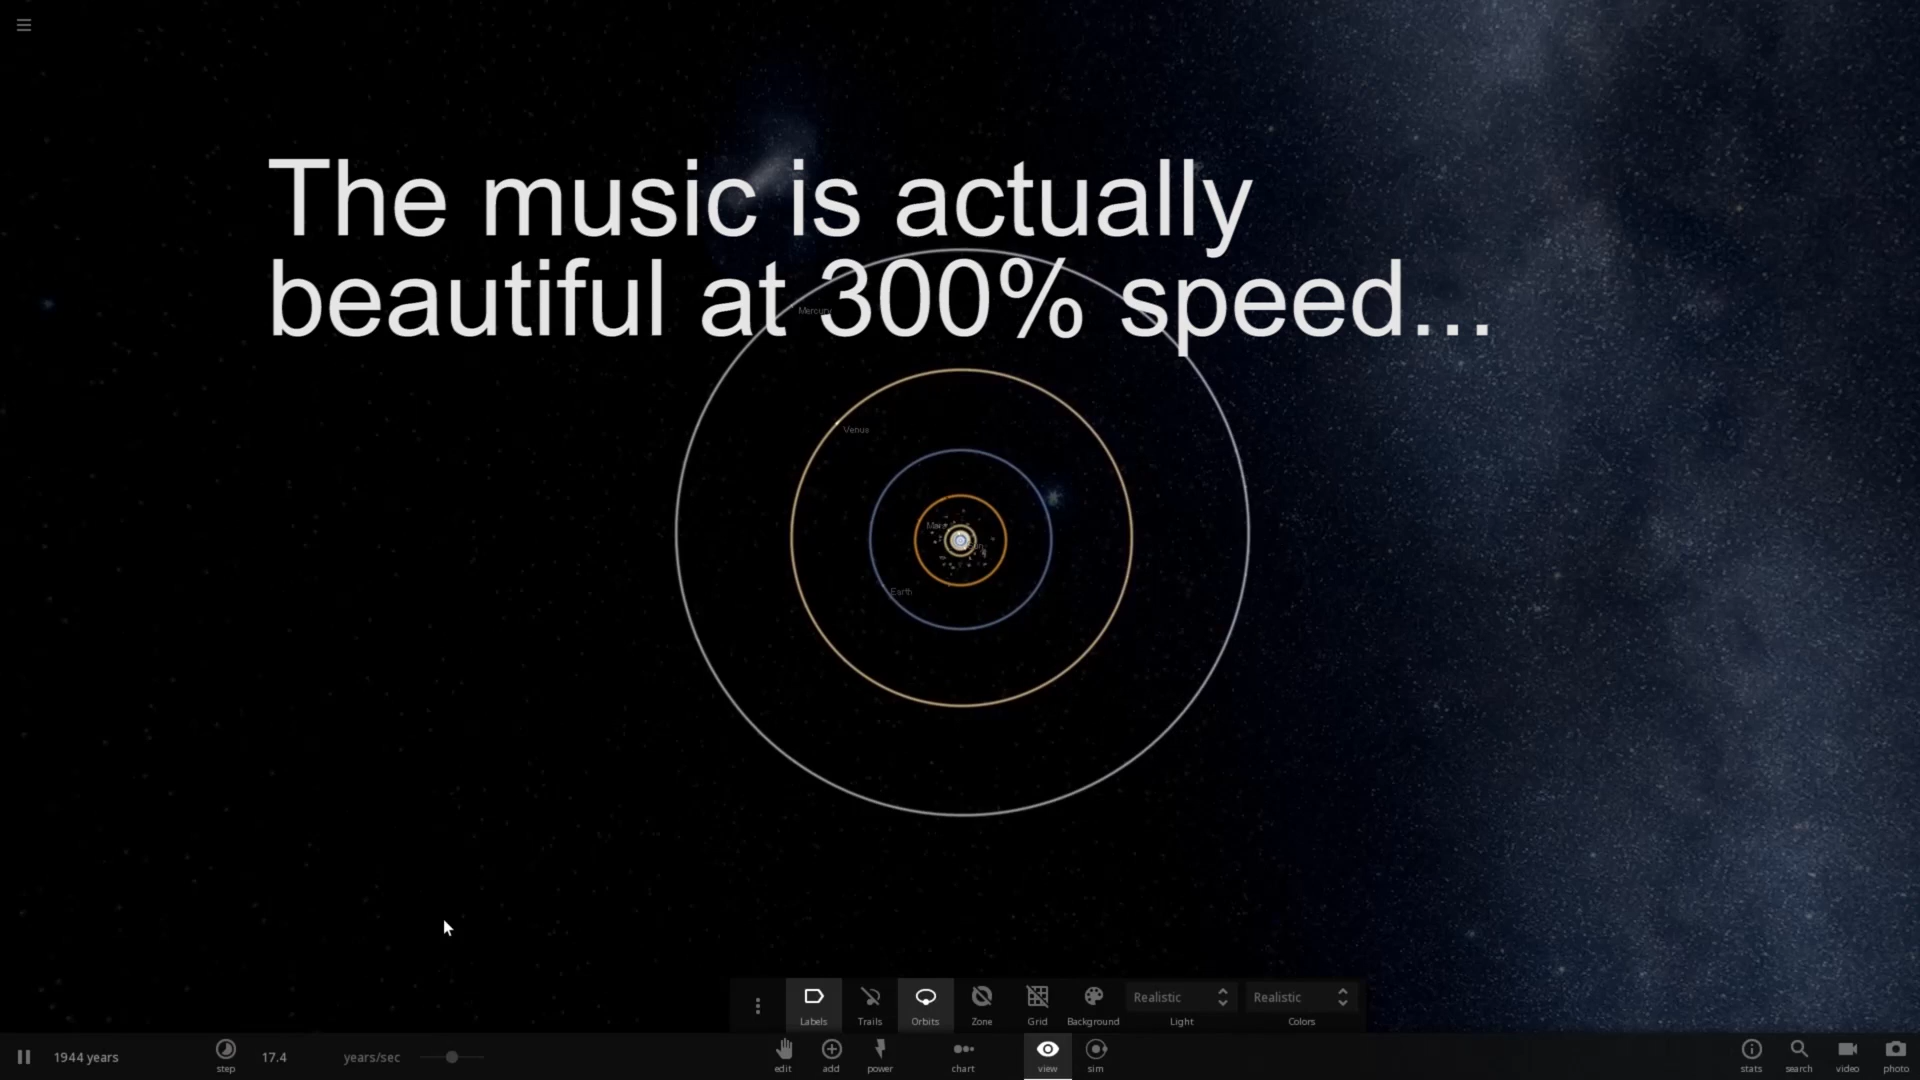 The music is actually
beautiful at 300% speed...
Mercury
Venus
Mars
Earth
Labels
Trails
Orbits
Zone
Grid
Background
Realistic
Light
Realistic
Colors
1944 years
step
17.4
years/sec
edit
add
power
chart
view
sim
stats
search
video
photo